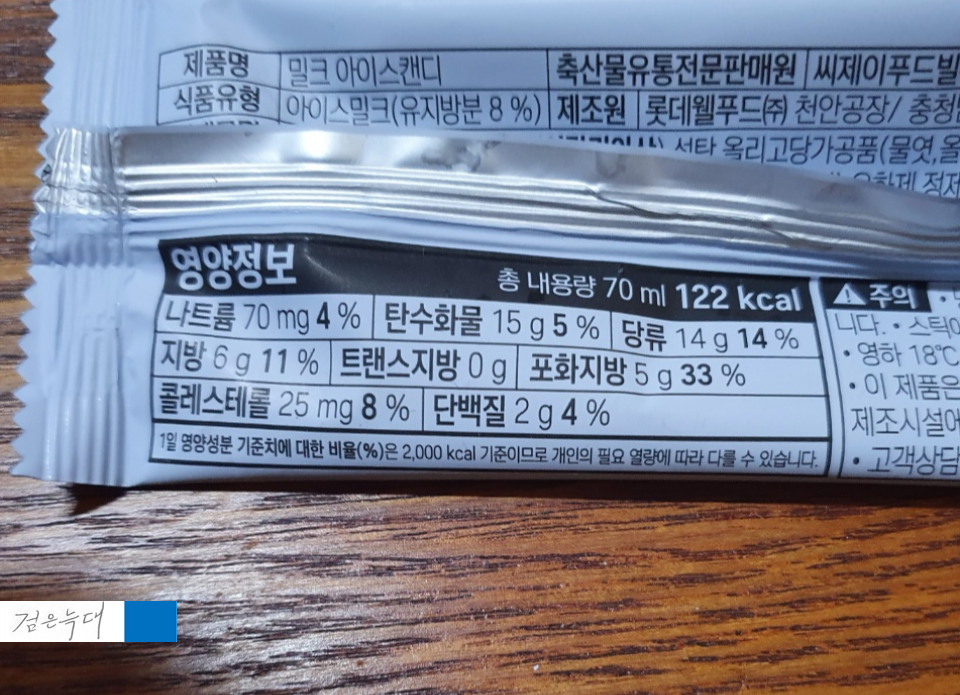 제품명 밀크 아이스캔디 축산물유통전문판매원 씨제이푸드빌
식품유형 아이스밀크(유지방분 8 %) 제조원 롯데웰푸드㈜ 천안공장/ 충청
설탕 올리고당가공품(물엿,올
유화제 정제
영양정보 총 내용량 70 ml 122 kcal
나트륨 70 mg 4 % 탄수화물 15 g 5 % 당류 14 g 14 %
지방 6 g 11 % 트랜스지방 0 g 포화지방 5 g 33 %
콜레스테롤 25 mg 8 % 단백질 2 g 4 %
1일 영양성분 기준치에 대한 비율(%)은 2,000 kcal 기준이므로 개인의 필요 열량에 따라 다를 수 있습니다.
주의
니다. • 스틱에
• 영하 18℃
• 이 제품은
제조시설에
• 고객상담
검은늑대